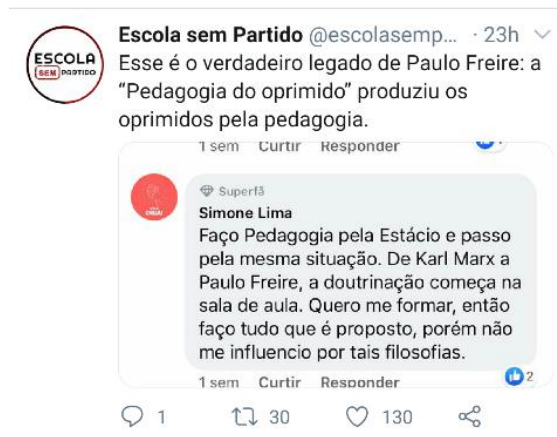 Escola sem Partido @escolasemp... · 23h
ESCOLA
SEM PARTIDO
Esse é o verdadeiro legado de Paulo Freire: a
“Pedagogia do oprimido” produziu os
oprimidos pela pedagogia.
1 sem Curtir Responder
Superfã
Simone Lima
Faço Pedagogia pela Estácio e passo
pela mesma situação. De Karl Marx a
Paulo Freire, a doutrinação começa na
sala de aula. Quero me formar, então
faço tudo que é proposto, porém não
me influencio por tais filosofias.
1 sem Curtir Responder 2
1 30 130